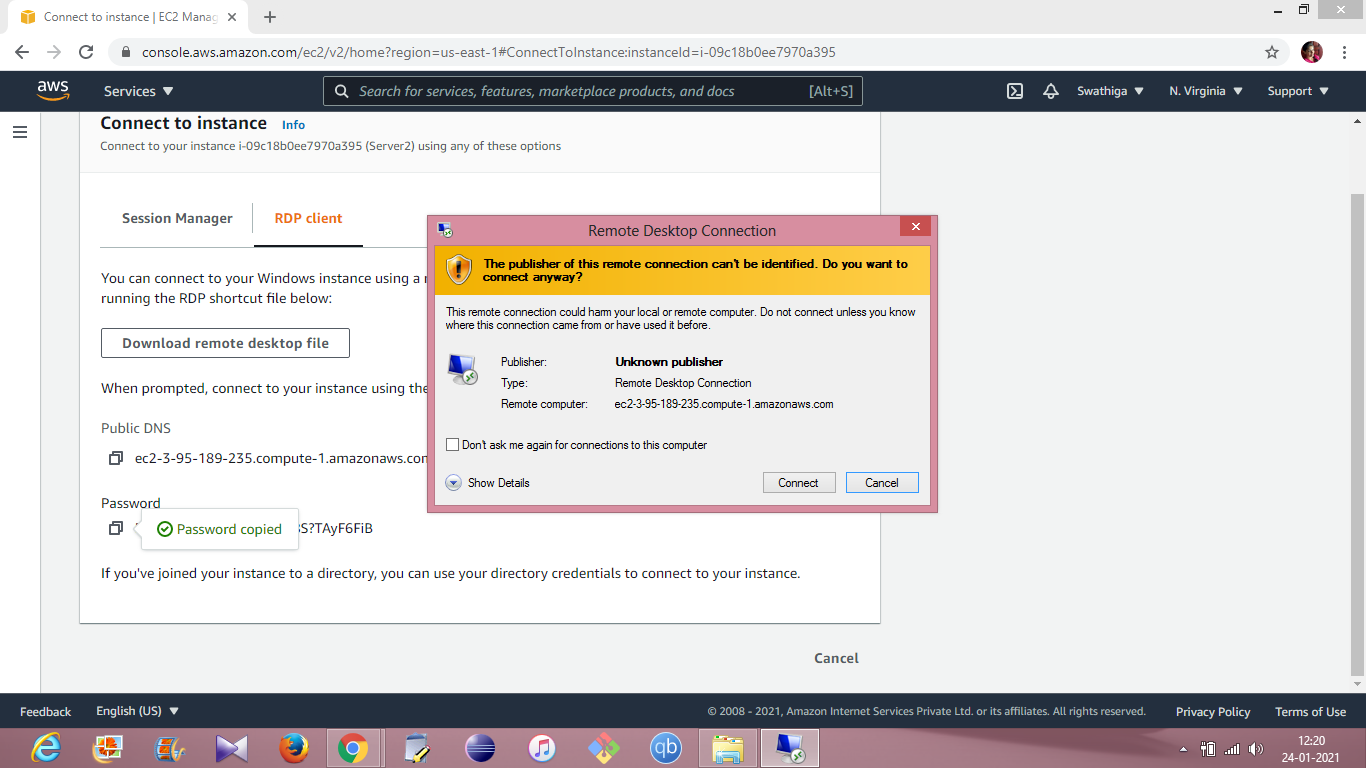 Connect to instance | EC2 Manag
console.aws.amazon.com/ec2/v2/home?region=us-east-1#ConnectToInstance:instanceId=i-09c18b0ee7970a395
aws Services Search for services, features, marketplace products, and docs [Alt+S] Swathiga N. Virginia Support
Connect to instance Info
Connect to your instance i-09c18b0ee7970a395 (Server2) using any of these options
Session Manager RDP client
You can connect to your Windows instance using a
running the RDP shortcut file below:
Download remote desktop file
When prompted, connect to your instance using the
Public DNS
ec2-3-95-189-235.compute-1.amazonaws.com
Password
Password copied
S?TAyF6FiB
If you've joined your instance to a directory, you can use your directory credentials to connect to your instance.
Cancel
Remote Desktop Connection
The publisher of this remote connection can't be identified. Do you want to
connect anyway?
This remote connection could harm your local or remote computer. Do not connect unless you know
where this connection came from or have used it before.
Publisher: Unknown publisher
Type: Remote Desktop Connection
Remote computer: ec2-3-95-189-235.compute-1.amazonaws.com
Don't ask me again for connections to this computer
Show Details Connect Cancel
Feedback English (US) © 2008 - 2021, Amazon Internet Services Private Ltd. or its affiliates. All rights reserved. Privacy Policy Terms of Use
qb
12:20
24-01-2021